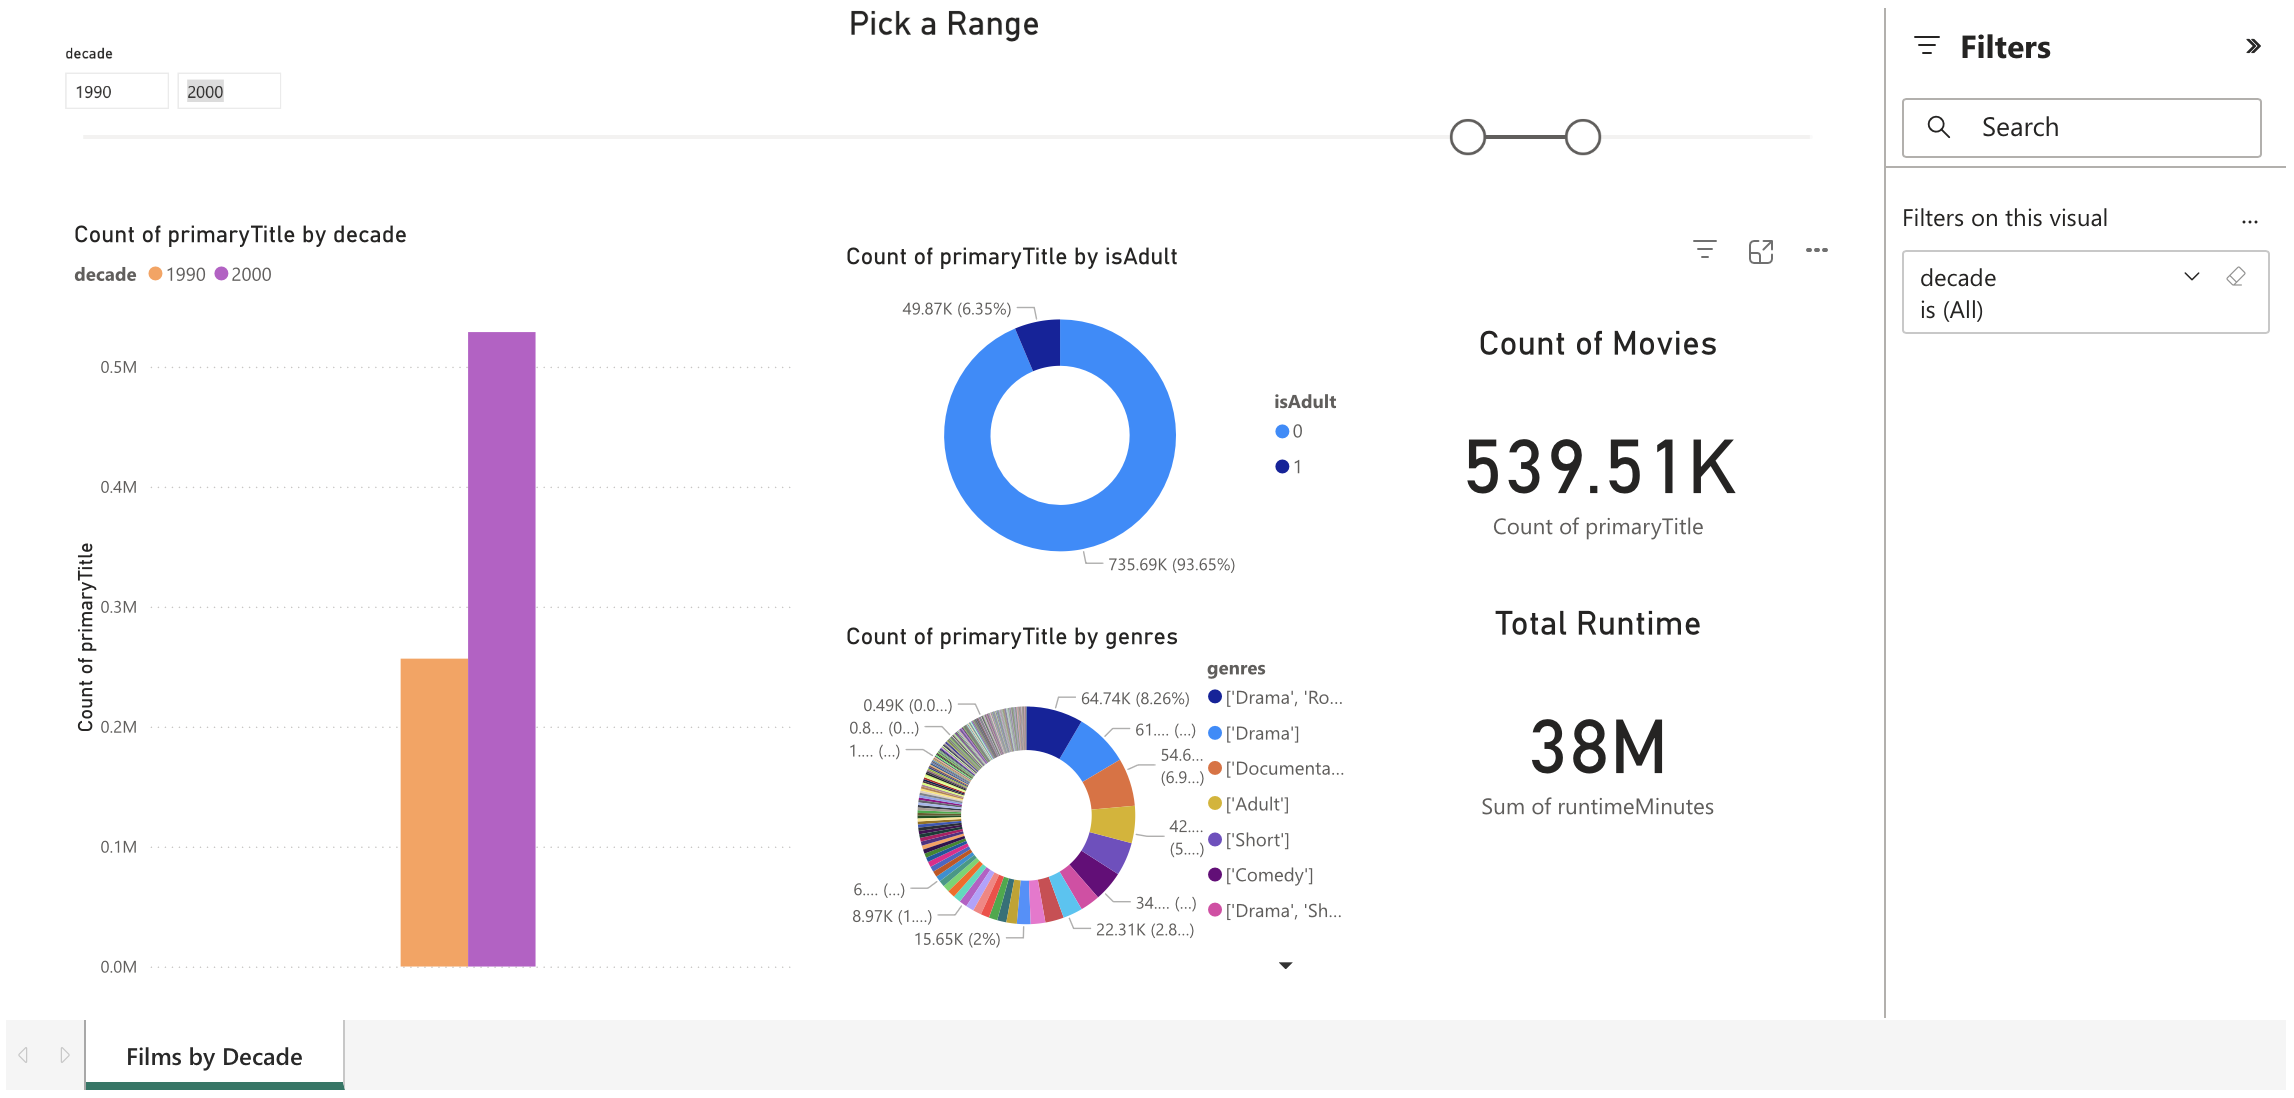 Pick a Range
decade
1990
2000
Count of primaryTitle by decade
decade 1990 2000
Count of primaryTitle
0.5M
0.4M
0.3M
0.2M
0.1M
0.0M
Count of primaryTitle by isAdult
49.87K (6.35%)
735.69K (93.65%)
isAdult
0
1
Count of primaryTitle by genres
0.49K (0.0...)
0.8... (0...)
1.... (...)
6.... (...)
8.97K (1....)
15.65K (2%)
64.74K (8.26%)
61.... (...)
54.6...
(6.9...)
42....
(5....)
34.... (...)
22.31K (2.8...)
genres
['Drama', 'Ro...
['Drama']
['Documenta...
['Adult']
['Short']
['Comedy']
['Drama', 'Sh...
Count of Movies
539.51K
Count of primaryTitle
Total Runtime
38M
Sum of runtimeMinutes
Filters
Search
Filters on this visual
...
decade
is (All)
Films by Decade